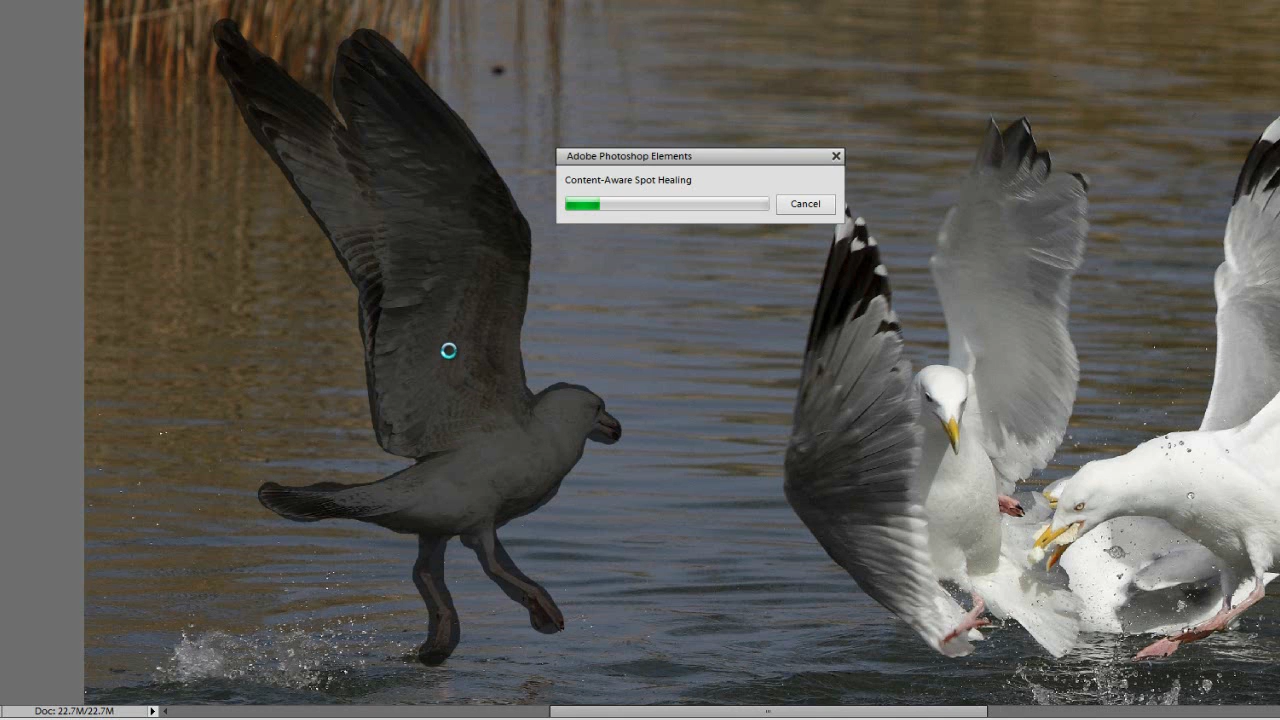 Adobe Photoshop Elements
Content-Aware Spot Healing
Cancel
Doc: 22.7M/22.7M